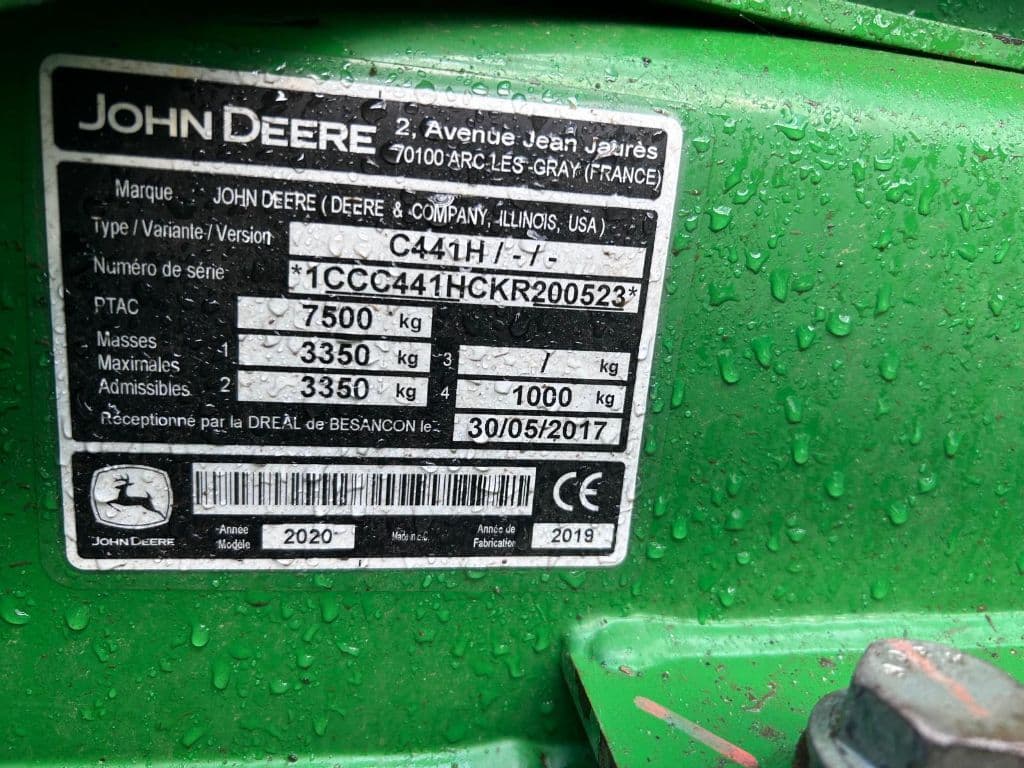 JOHN DEERE 2, Avenue Jean Jaurès
70100 ARC LES-GRAY (FRANCE)
Marque JOHN DEERE ( DEERE & COMPANY, ILLINOIS, USA )
Type / Variante / Version C441H / - / -
Numéro de série *1CCC441HCKR200523*
PTAC 7500 kg
Masses Maximales Admissibles
1 3350 kg 3 / kg
2 3350 kg 4 1000 kg
Réceptionné par la DREAL de BESANCON le: 30/05/2017
CE
JOHN DEERE
Année Modèle 2020 Made in Année de Fabrication 2019